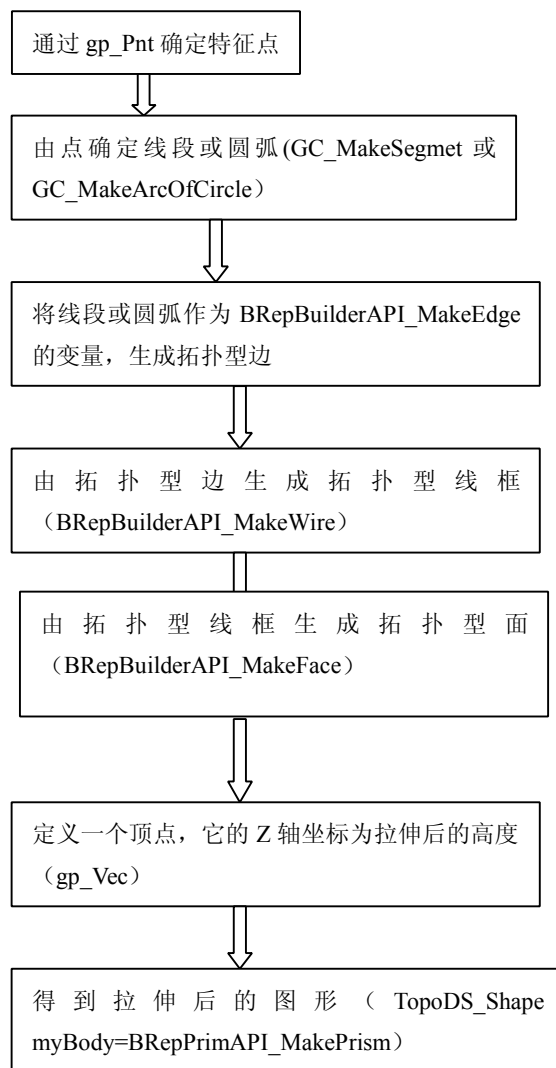 通过 gp_Pnt 确定特征点
由点确定线段或圆弧(GC_MakeSegmet 或
GC_MakeArcOfCircle）
将线段或圆弧作为 BRepBuilderAPI_MakeEdge
的变量，生成拓扑型边
由拓扑型边生成拓扑型线框
（BRepBuilderAPI_MakeWire）
由拓扑型线框生成拓扑型面
（BRepBuilderAPI_MakeFace）
定义一个顶点，它的 Z 轴坐标为拉伸后的高度
（gp_Vec）
得到拉伸后的图形（ TopoDS_Shape
myBody=BRepPrimAPI_MakePrism）